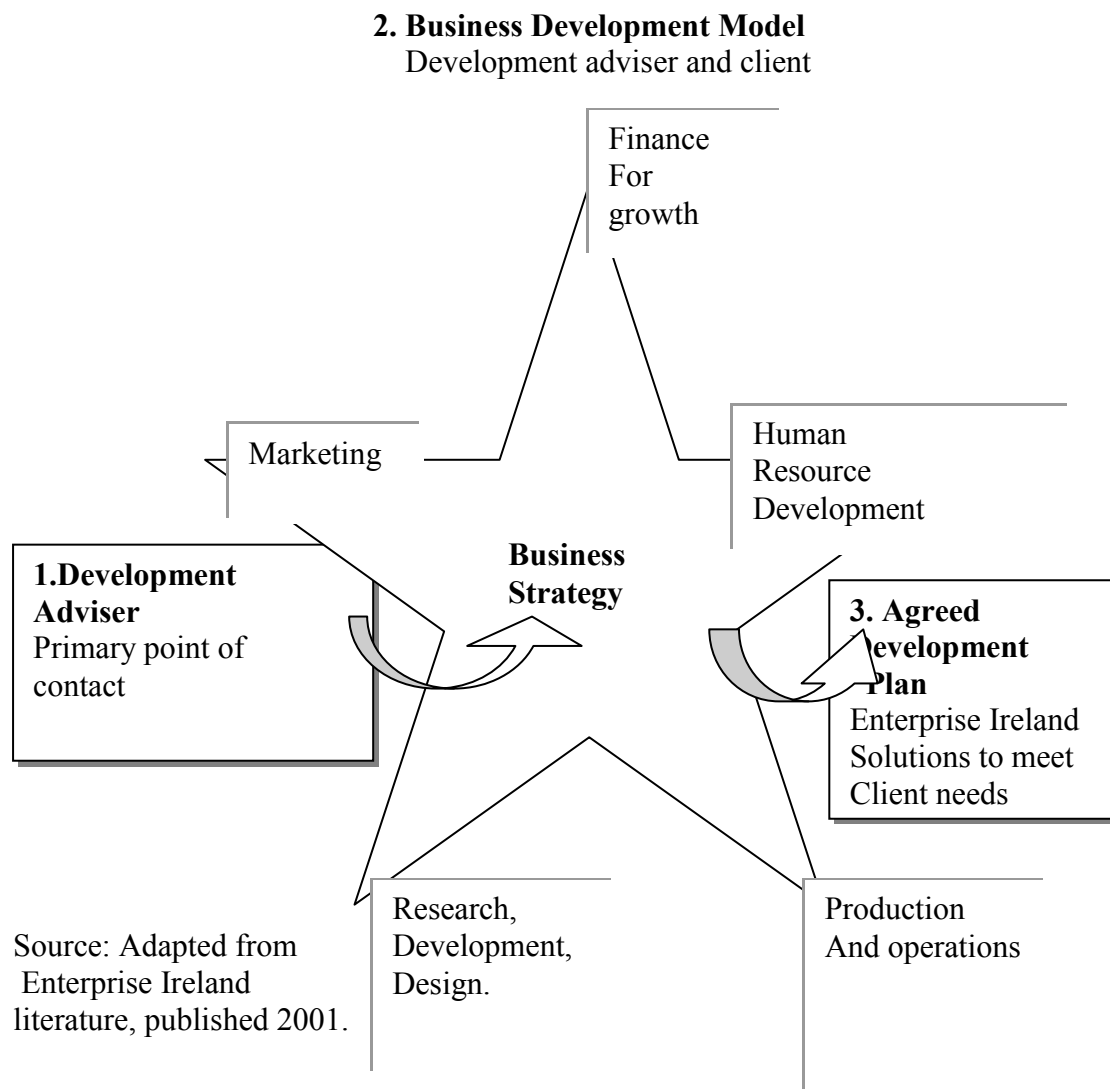 2. Business Development Model
Development adviser and client
Finance
For
growth
Marketing
Human
Resource
Development
1.Development
Adviser
Primary point of
contact
Business
Strategy
3. Agreed
Development
Plan
Enterprise Ireland
Solutions to meet
Client needs
Research,
Development,
Design.
Production
And operations
Source: Adapted from
Enterprise Ireland
literature, published 2001.